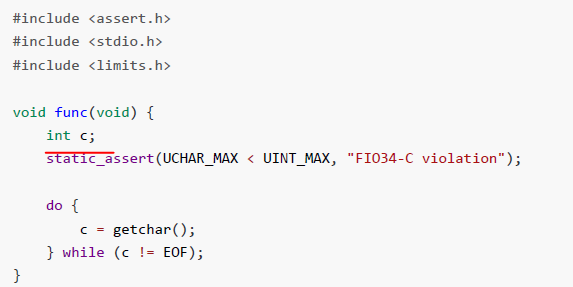 #include <assert.h>
#include <stdio.h>
#include <limits.h>
void func(void) {
int c;
static_assert(UCHAR_MAX < UINT_MAX, "FIO34-C violation");
do {
c = getchar();
} while (c != EOF);
}